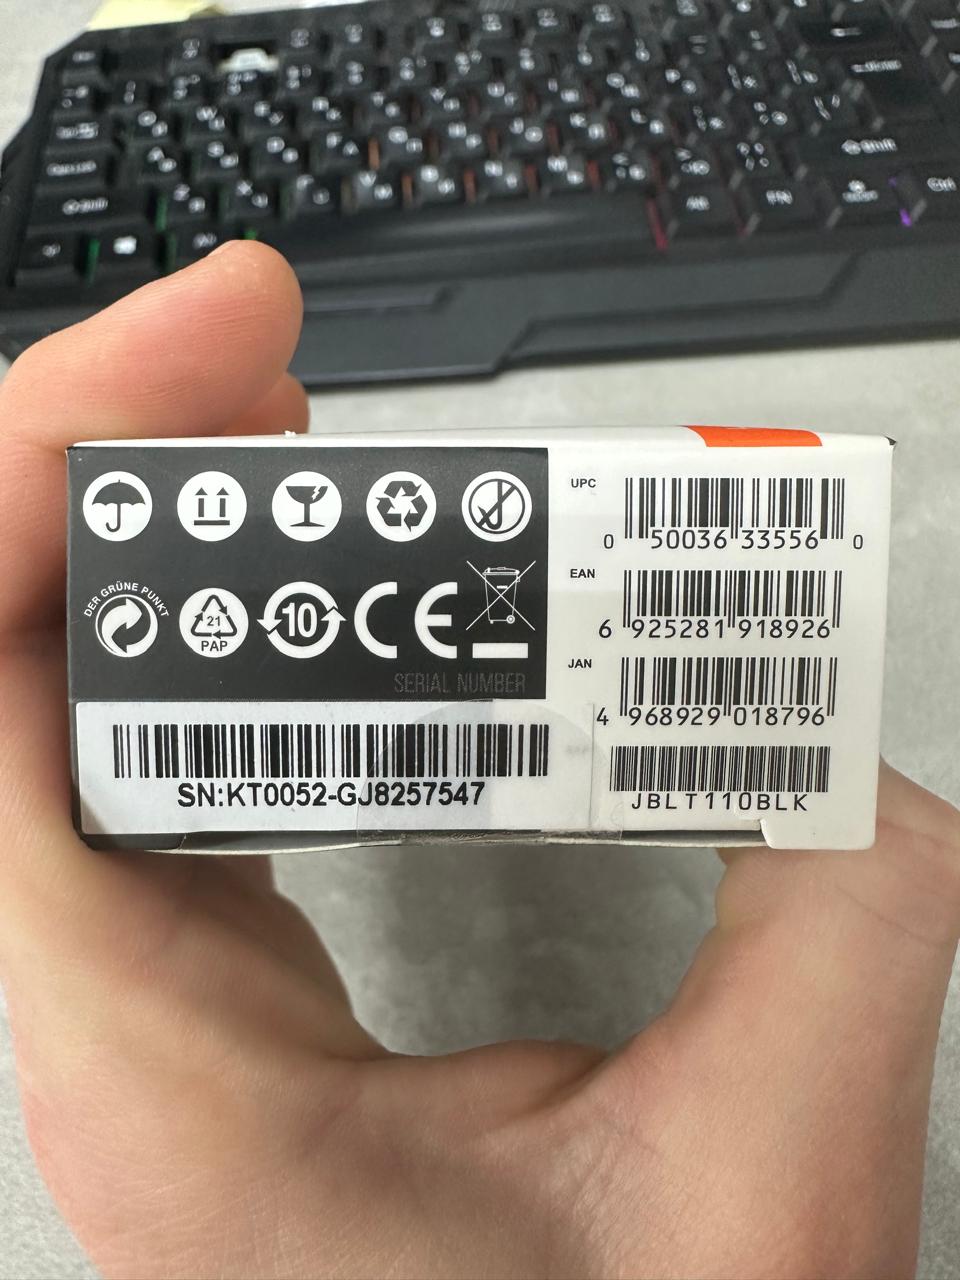 UPC
0 50036 33556 0
EAN
6 925281 918926
JAN
4 968929 018796
JBLT110BLK
DER GRÜNE PUNKT
21
PAP
10
CE
SERIAL NUMBER
SN:KT0052-GJ8257547